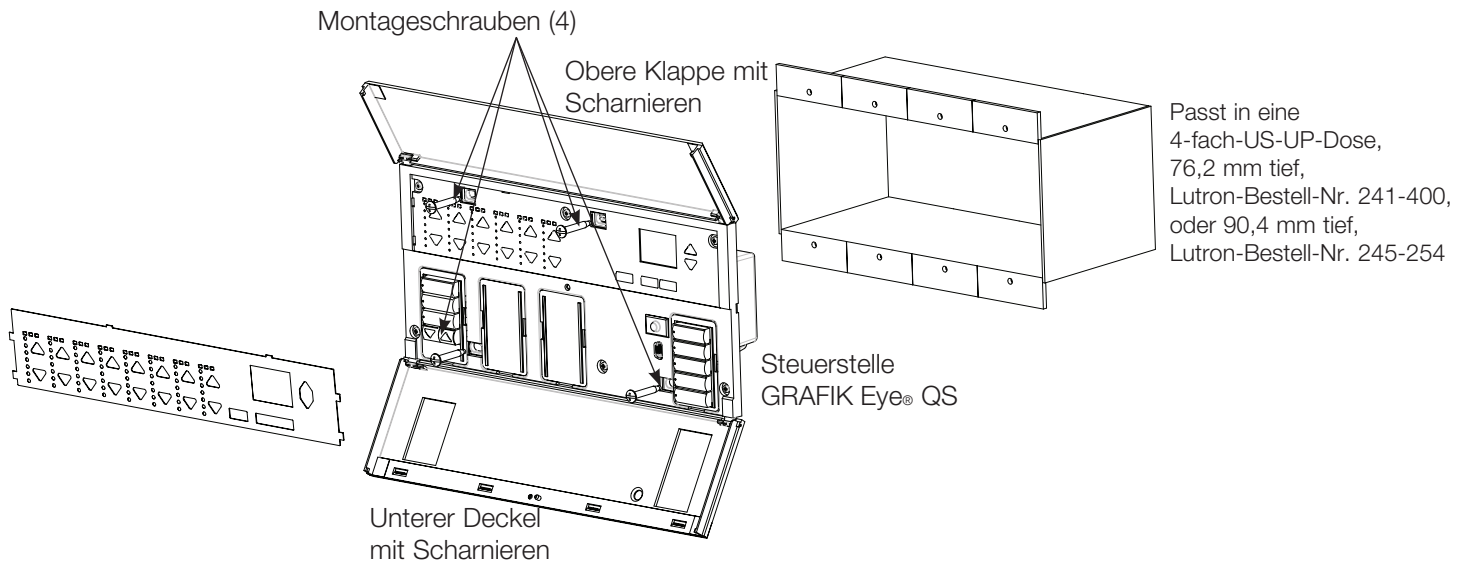 Montageschrauben (4)
Obere Klappe mit
Scharnieren
Passt in eine
4-fach-US-UP-Dose,
76,2 mm tief,
Lutron-Bestell-Nr. 241-400,
oder 90,4 mm tief,
Lutron-Bestell-Nr. 245-254
Steuerstelle
GRAFIK Eye® QS
Unterer Deckel
mit Scharnieren